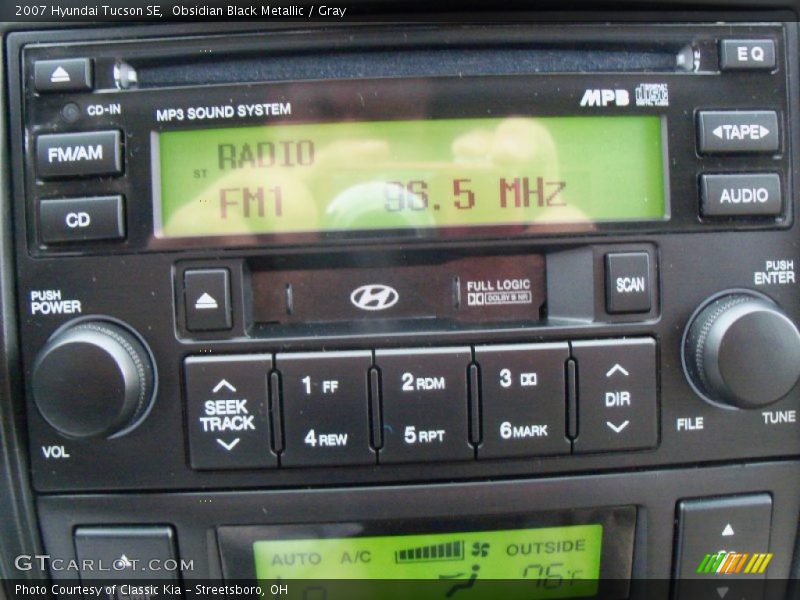 2007 Hyundai Tucson SE,  Obsidian Black Metallic / Gray
EQ
CD-IN
MP3 SOUND SYSTEM
MP3
FM/AM
RADIO
TAPE
ST
FM1 96.5 MHz
CD
AUDIO
FULL LOGIC
DOLBY B NR
SCAN
PUSH
POWER
PUSH
ENTER
SEEK
TRACK
1 FF
2 RDM
3
DIR
4 REW
5 RPT
6 MARK
VOL
FILE
TUNE
AUTO A/C
OUTSIDE
76°F
GTCarLot.com
Photo Courtesy of Classic Kia – Streetsboro, OH